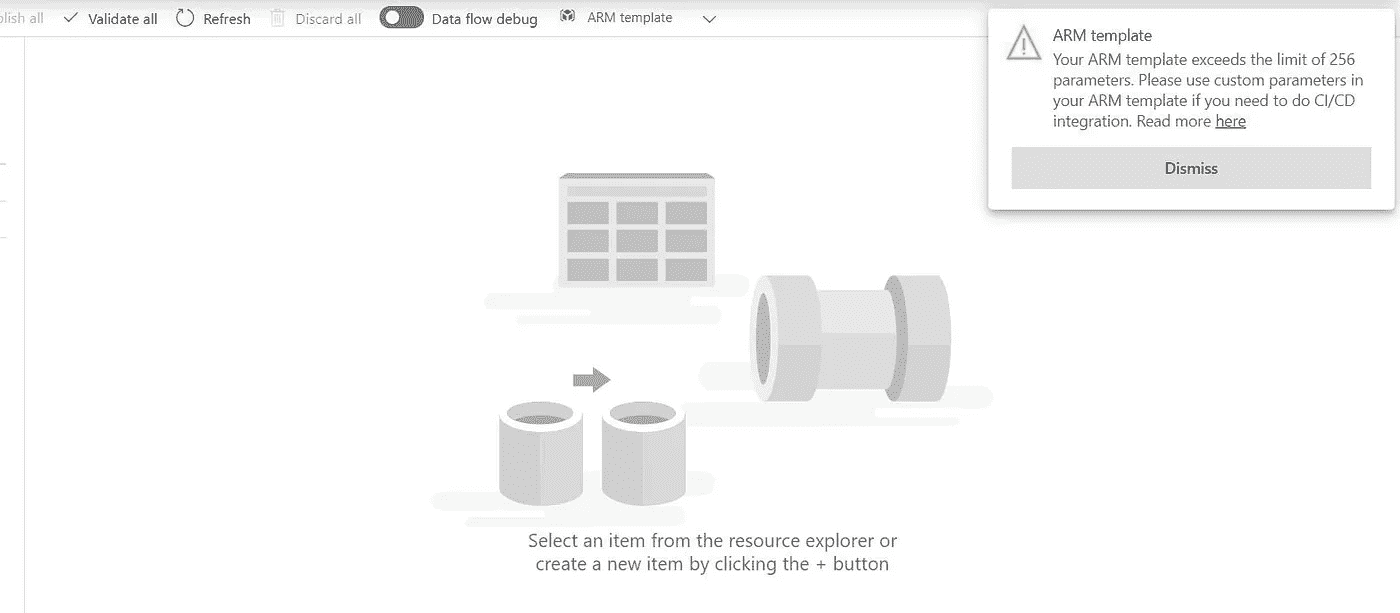 Validate all Refresh Discard all Data flow debug ARM template
ARM template
Your ARM template exceeds the limit of 256
parameters. Please use custom parameters in
your ARM template if you need to do CI/CD
integration. Read more here
Dismiss
Select an item from the resource explorer or
create a new item by clicking the + button